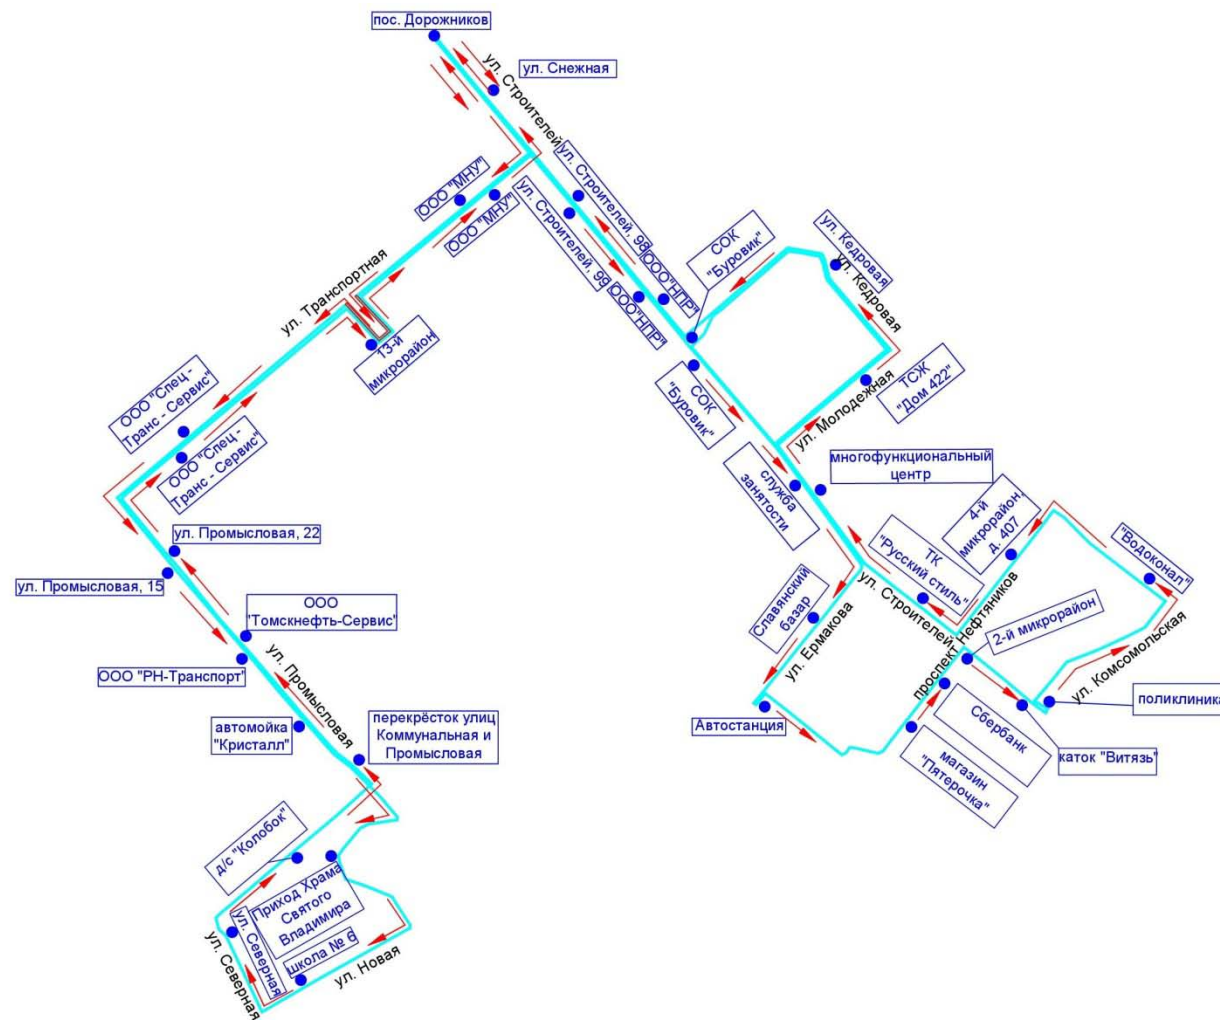 пос. Дорожников
ул. Строителей
ул. Снежная
ООО "МНУ"
ООО "МНУ"
ул. Строителей, 98
ул. Строителей, 99
ООО"НПР"
ООО"НПР"
СОК
"Буровик"
ул. Кедровая
ул. Кедровая
ул. Транспортная
13-й
микрорайон
СОК
"Буровик"
ТСЖ
"Дом 422"
ул. Молодежная
ООО "Спец -
Транс - Сервис"
ООО "Спец -
Транс - Сервис"
служба
занятости
многофункциональный
центр
4-й
микрорайон,
д. 407
"Водоконал"
ТК
"Русский стиль"
ул. Промысловая, 22
ул. Промысловая, 15
ООО
'Томскнефть-Сервис"
ООО "РН-Транспорт"
ул. Промысловая
автомойка
"Кристалл"
перекрёсток улиц
Коммунальная и
Промысловая
Славянский
базар
ул. Ермакова
ул. Строителей
проспект Нефтяников
2-й микрорайон
ул. Комсомольская
Автостанция
поликлиника
Сбербанк
каток "Витязь"
магазин
"Пятерочка"
д/с "Колобок"
Приход Храма
Святого
Владимира
ул. Северная
ул. Северная
школа № 6
ул. Новая